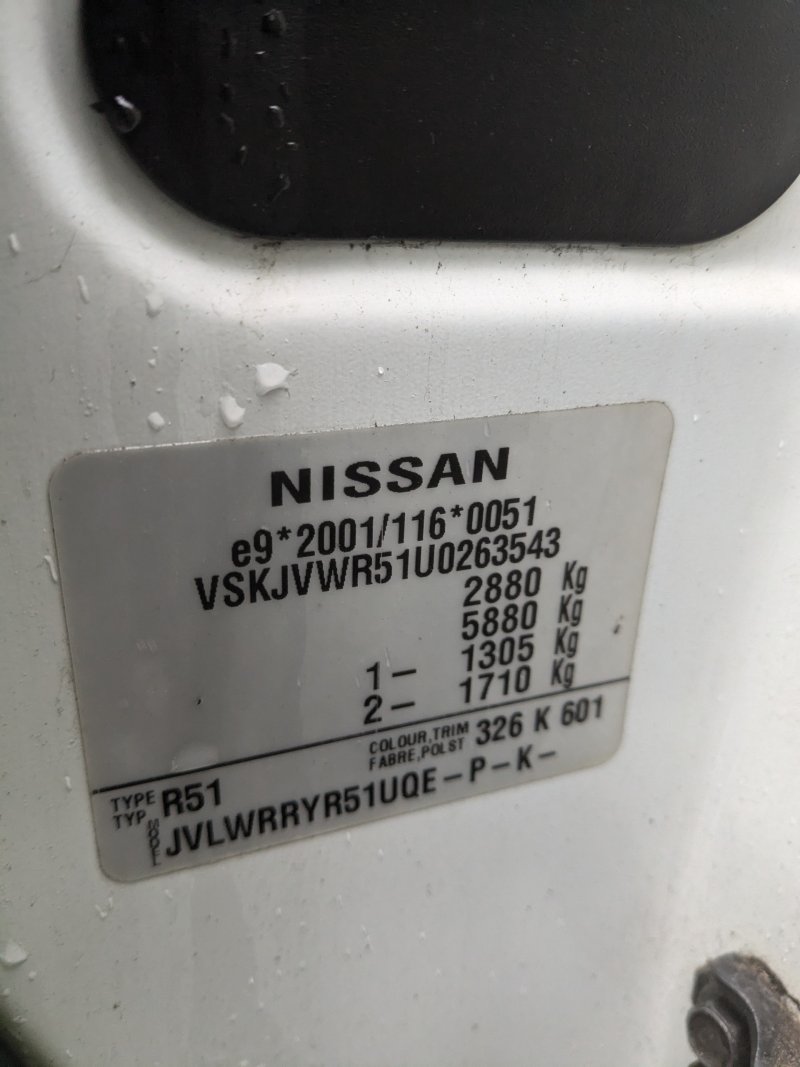 NISSAN
e9*2001/116*0051
VSKJVWR51U0263543
2880 Kg
5880 Kg
1- 1305 Kg
2- 1710 Kg
COLOUR,TRIM 326 K 601
FABRE,POLST
TYPE R51
TYP
MODEL JVLWRRYR51UQE-P-K-